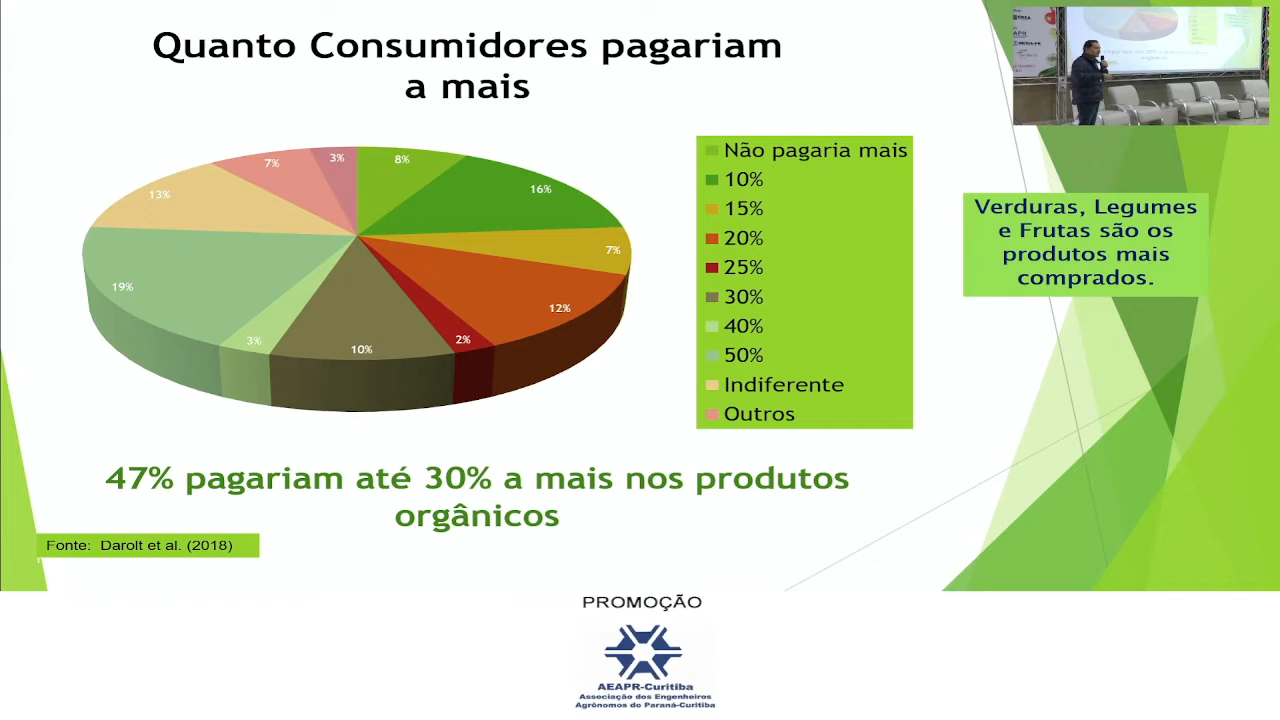 Quanto Consumidores pagariam
a mais
3%
8%
7%
16%
13%
7%
19%
12%
3%
2%
10%
Não pagaria mais
10%
15%
20%
25%
30%
40%
50%
Indiferente
Outros
Verduras, Legumes
e Frutas são os
produtos mais
comprados.
47% pagariam até 30% a mais nos produtos
orgânicos
Fonte: Darolt et al. (2018)
PROMOÇÃO
AEAPR-Curitiba
Associação dos Engenheiros
Agrônomos do Paraná-Curitiba